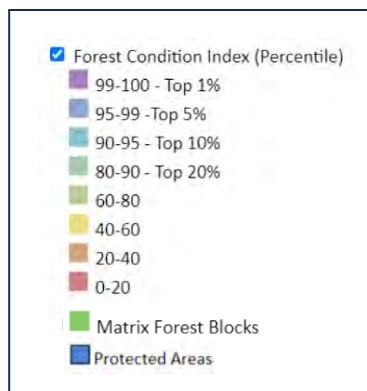 Forest Condition Index (Percentile)
99-100 - Top 1%
95-99 -Top 5%
90-95 - Top 10%
80-90 - Top 20%
60-80
40-60
20-40
0-20
Matrix Forest Blocks
Protected Areas